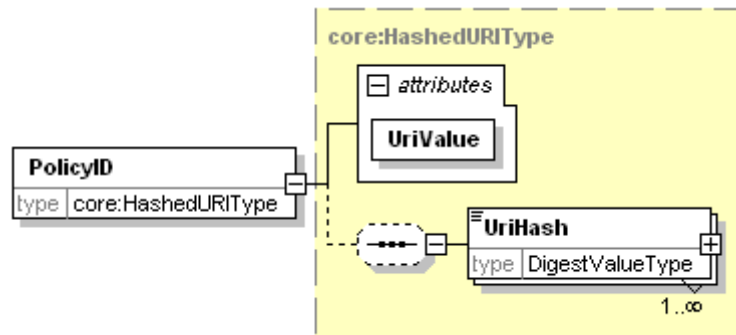 core:HashedURIType
attributes
UriValue
PolicyID
type core:HashedURIType
UriHash
type DigestValueType
1..∞